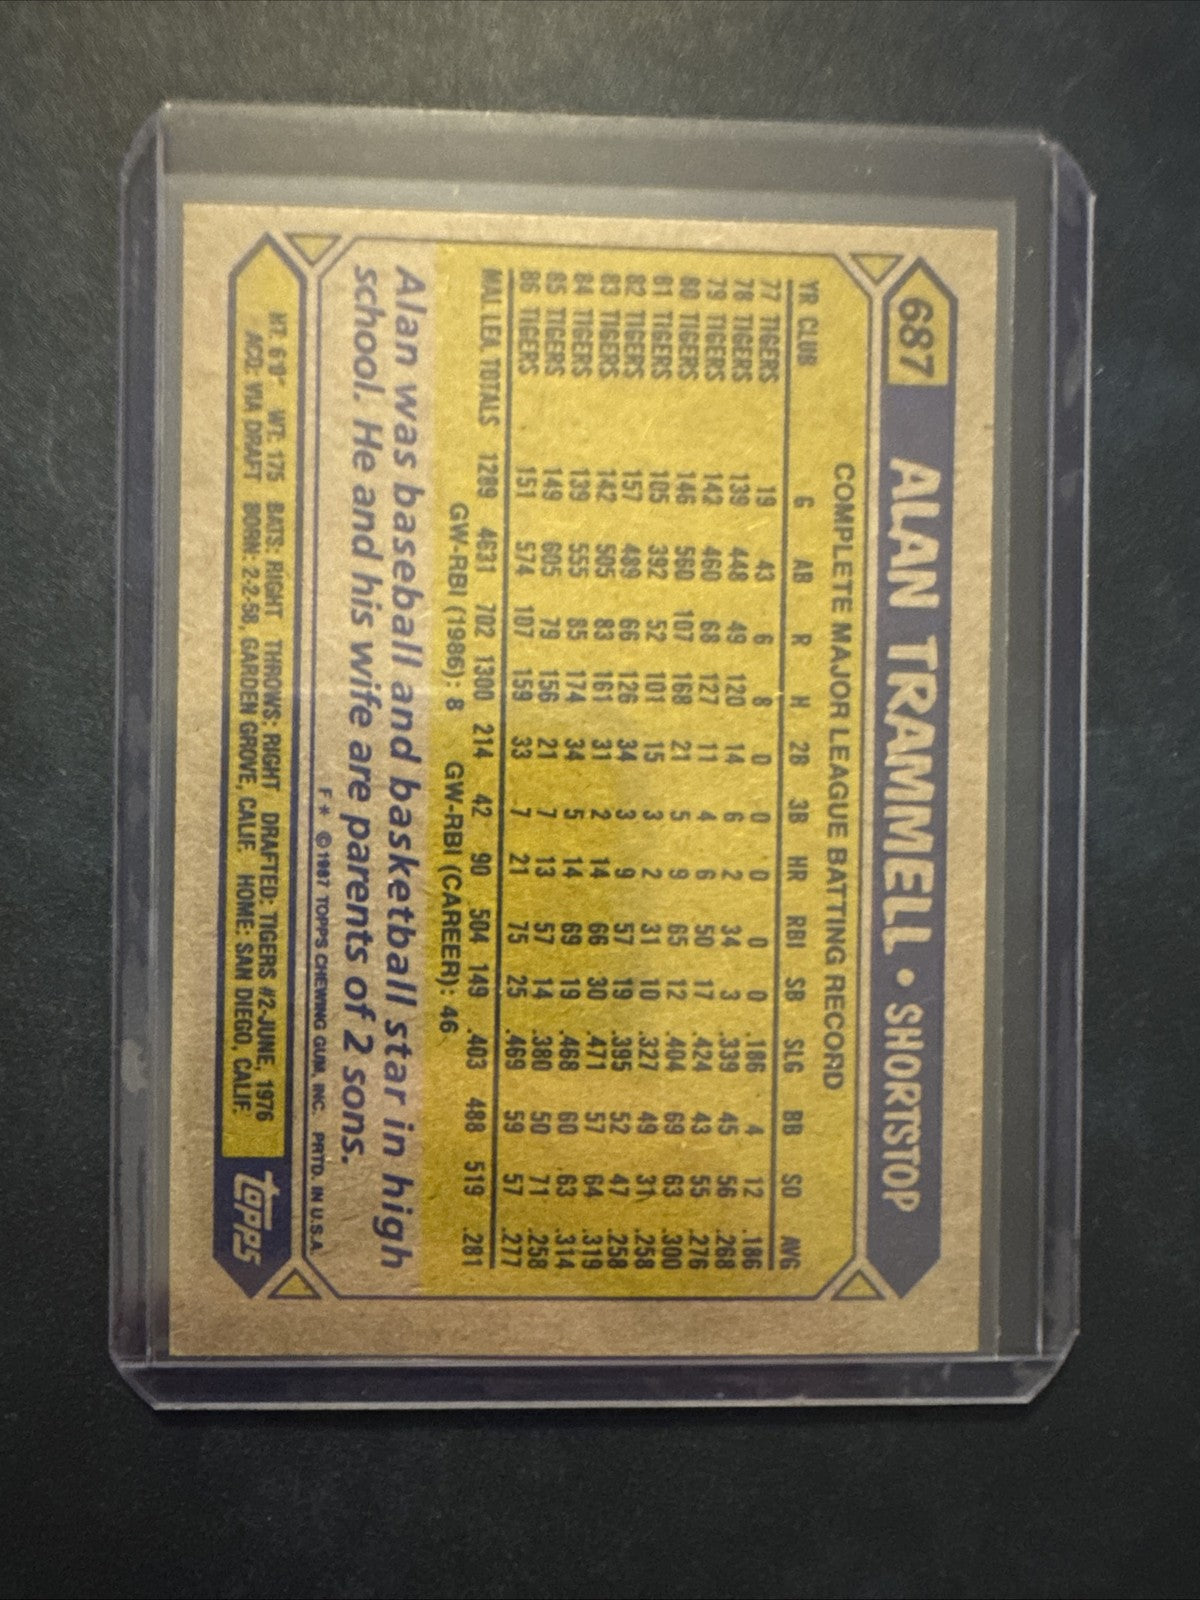 687 ALAN TRAMMELL • SHORTSTOP
COMPLETE MAJOR LEAGUE BATTING RECORD
YR CLUB G AB R H 2B 3B HR RBI SB SLG BB SO AVG
77 TIGERS 19 43 6 8 0 0 0 0 0 .186 4 12 .186
78 TIGERS 139 448 49 120 14 6 2 34 3 .339 45 56 .268
79 TIGERS 142 460 68 127 11 4 6 50 17 .424 43 55 .276
80 TIGERS 146 560 107 168 21 5 9 65 12 .404 69 63 .300
81 TIGERS 105 392 52 101 15 3 2 31 10 .327 49 31 .258
82 TIGERS 157 489 66 126 34 3 9 57 19 .395 52 47 .258
83 TIGERS 142 505 83 161 31 2 14 66 30 .471 57 64 .319
84 TIGERS 139 555 85 174 34 5 14 69 19 .468 60 63 .314
85 TIGERS 149 605 79 156 21 7 13 57 14 .380 50 71 .258
86 TIGERS 151 574 107 159 33 7 21 75 25 .469 59 57 .277
MAJ. LEA. TOTALS 1289 4631 702 1300 214 42 90 504 149 .403 488 519 .281
GW-RBI (1986): 8 GW-RBI (CAREER): 46
Alan was baseball and basketball star in high
school. He and his wife are parents of 2 sons.
F* ©1987 TOPPS CHEWING GUM, INC. PRTD. IN U.S.A.
HT: 6'0" WT: 175 BATS: RIGHT THROWS: RIGHT DRAFTED: TIGERS #2-JUNE, 1976
ACQ: VIA DRAFT BORN: 2-2-58, GARDEN GROVE, CALIF. HOME: SAN DIEGO, CALIF.
topps